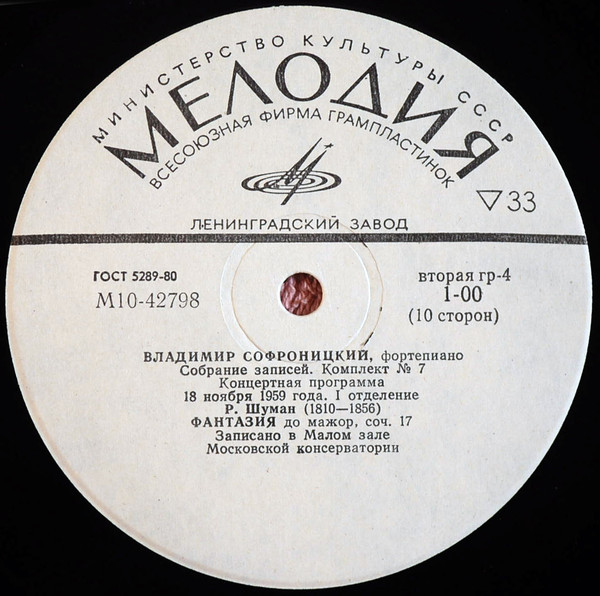 МИНИСТЕРСТВО КУЛЬТУРЫ СССР
МЕЛОДИЯ
ВСЕСОЮЗНАЯ ФИРМА ГРАМПЛАСТИНОК
▽33
ЛЕНИНГРАДСКИЙ ЗАВОД
ГОСТ 5289-80
М10-42798
вторая гр-4
1-00
(10 сторон)
ВЛАДИМИР СОФРОНИЦКИЙ, фортепиано
Собрание записей. Комплект № 7
Концертная программа
18 ноября 1959 года. I отделение
Р. Шуман (1810—1856)
ФАНТАЗИЯ до мажор, соч. 17
Записано в Малом зале
Московской консерватории